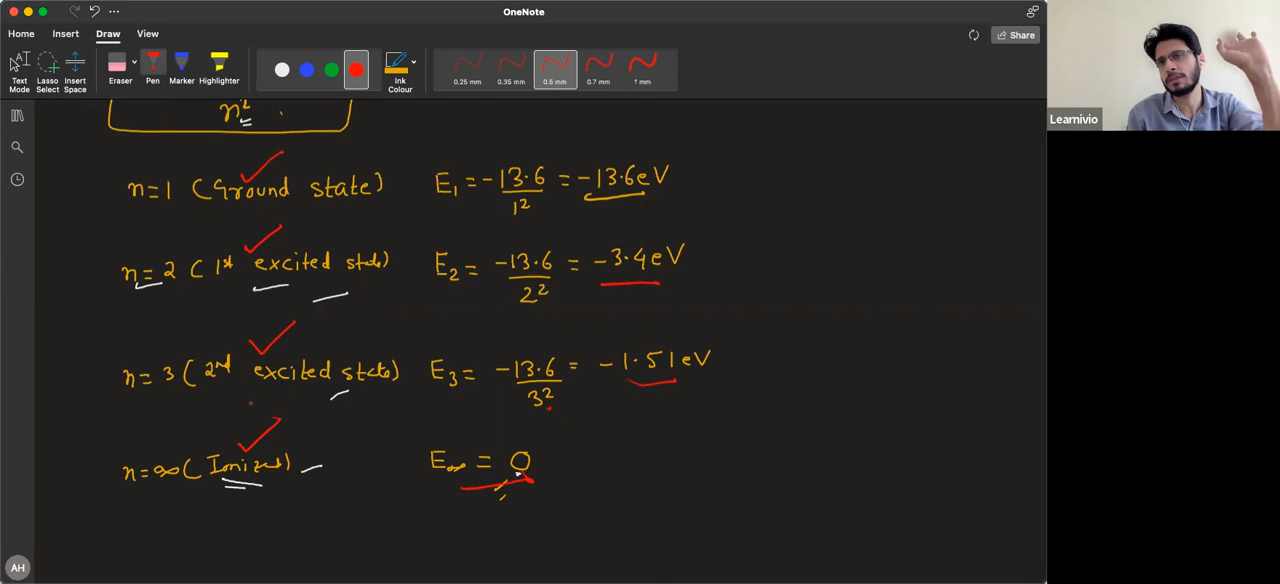 OneNote
Home Insert Draw View
Share
Text Mode
Lasso Select
Insert Space
Eraser
Pen
Marker
Highlighter
0.25 mm
0.35 mm
0.5 mm
0.7 mm
1 mm
Ink Colour
Learnivio
n²
n=1 (Ground state) E₁ = -13.6/1² = -13.6eV
n=2 (1st excited state) E₂ = -13.6/2² = -3.4eV
n=3 (2nd excited state) E₃ = -13.6/3² = -1.51eV
n=∞ (Ionized) E∞ = 0
AH